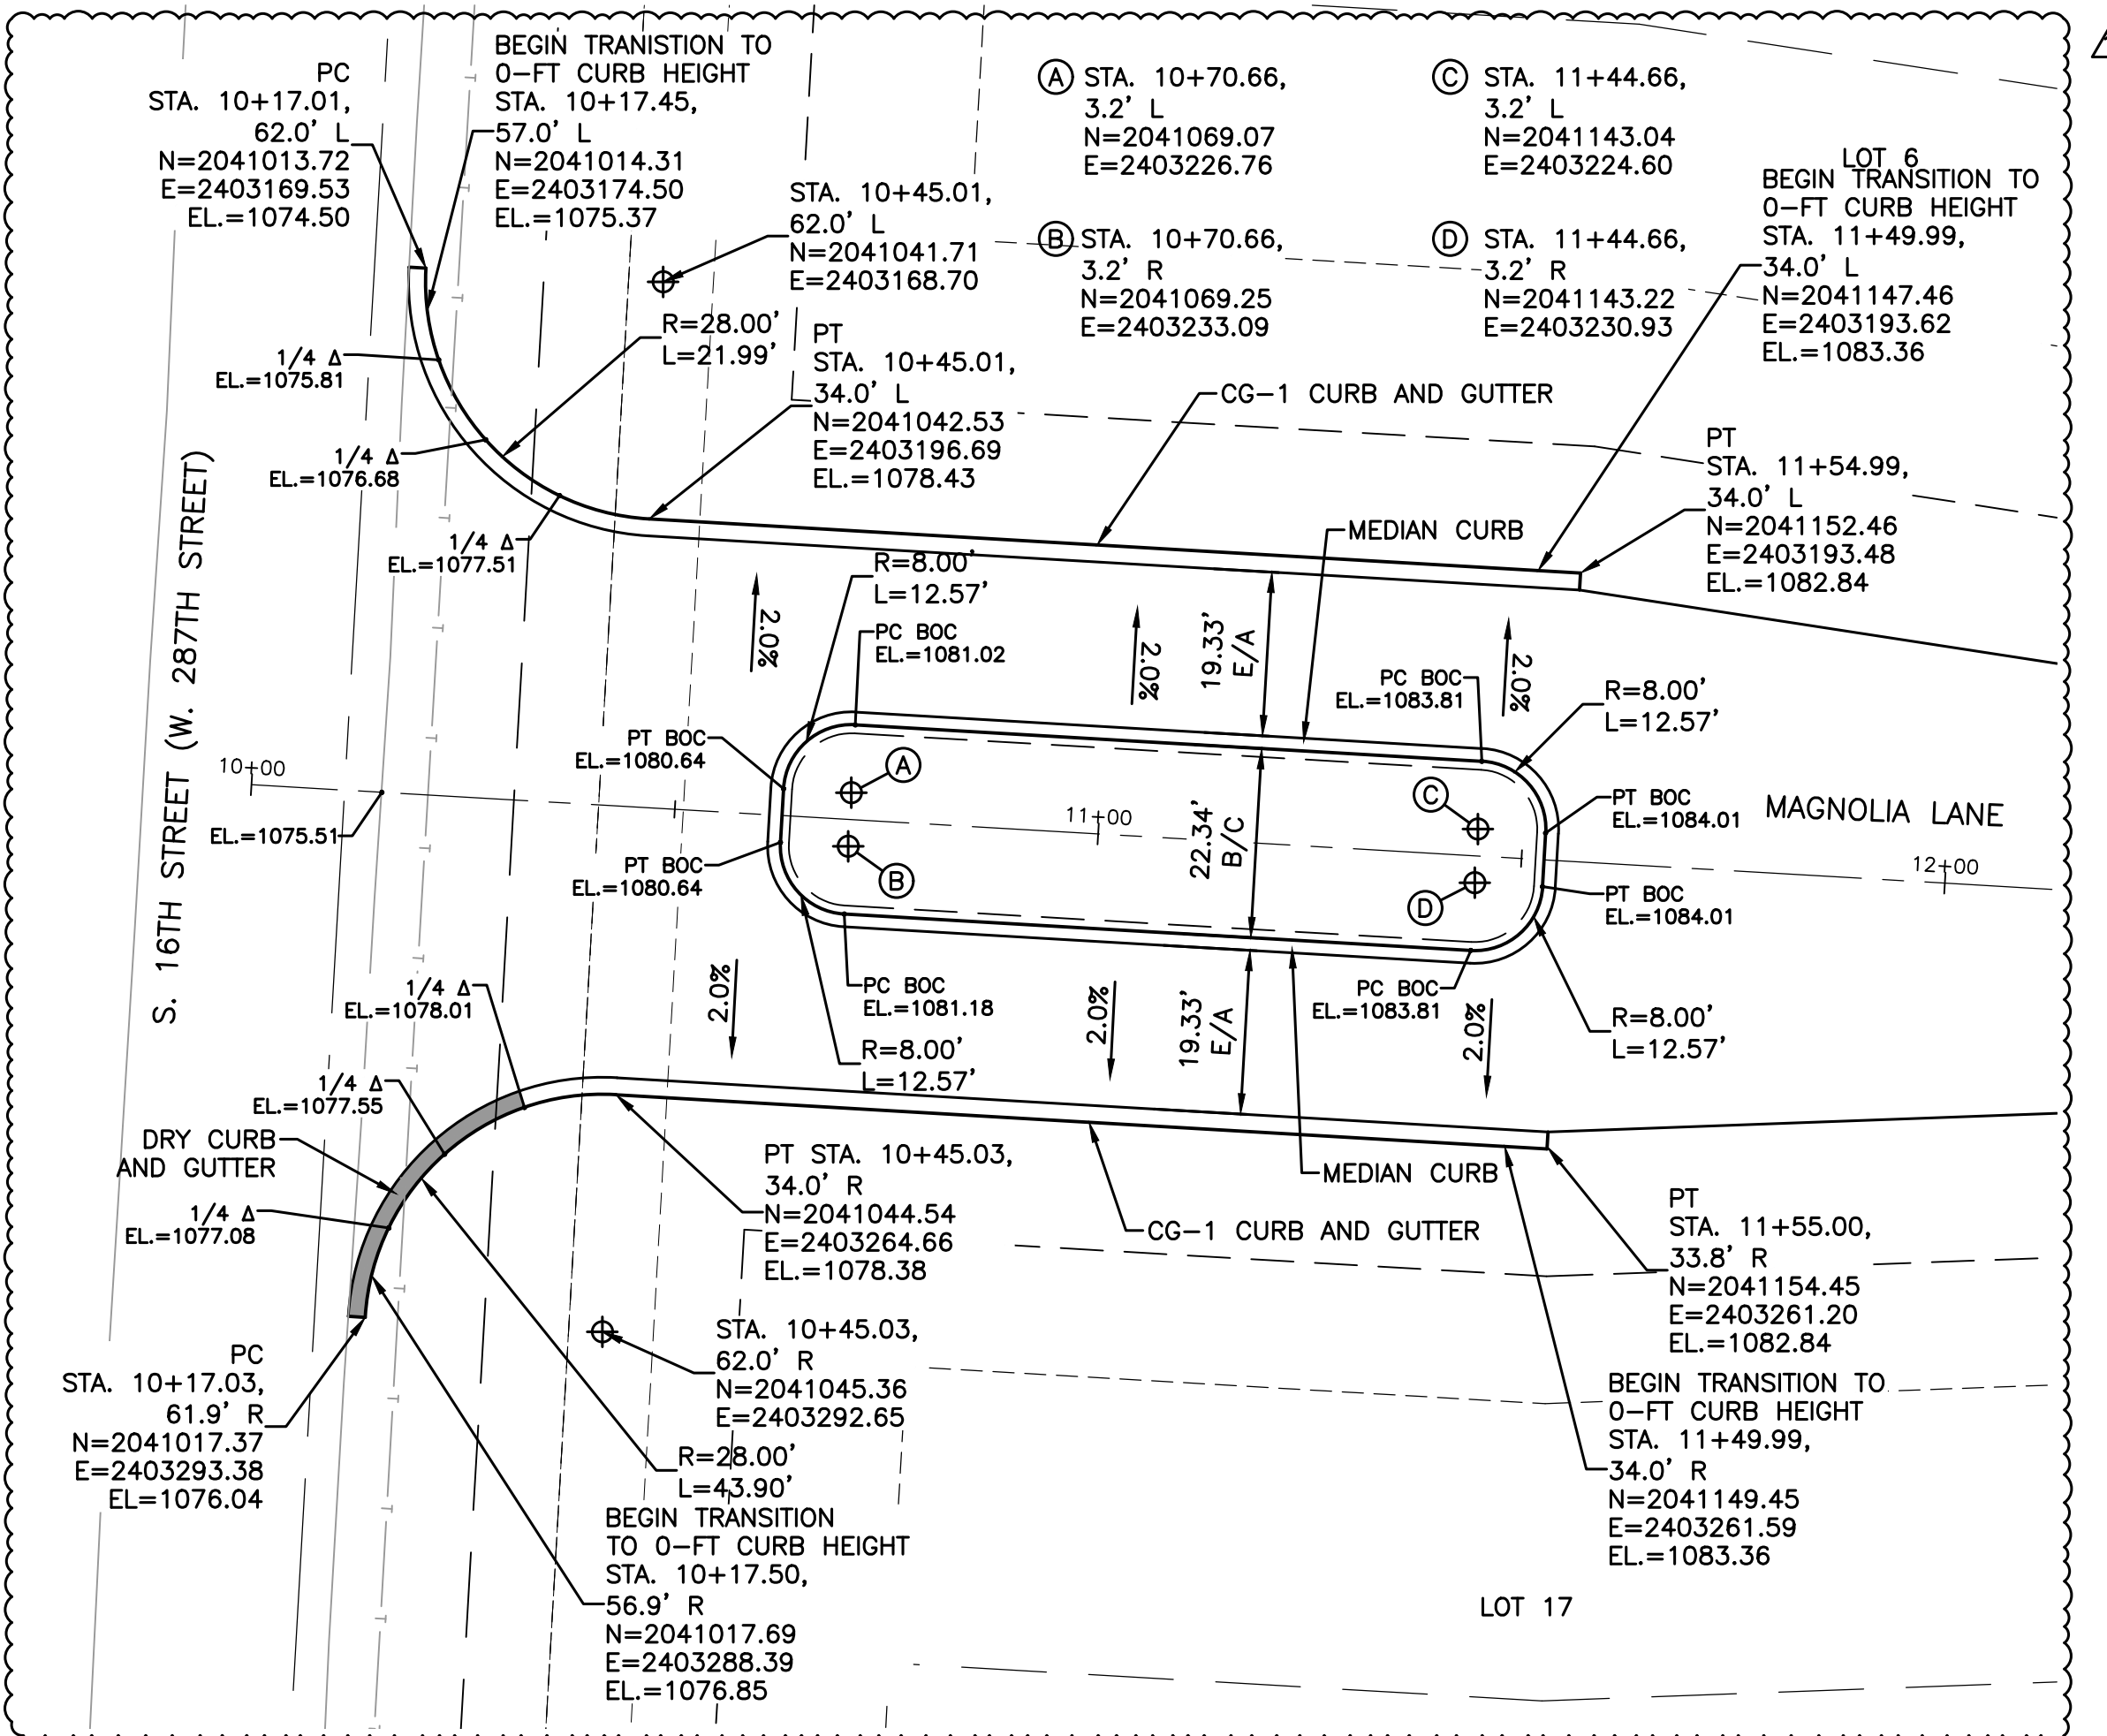 PC
STA. 10+17.01,
62.0' L
N=2041013.72
E=2403169.53
EL.=1074.50
BEGIN TRANISTION TO
0-FT CURB HEIGHT
STA. 10+17.45,
57.0' L
N=2041014.31
E=2403174.50
EL.=1075.37
STA. 10+45.01,
62.0' L
N=2041041.71
E=2403168.70
A STA. 10+70.66,
3.2' L
N=2041069.07
E=2403226.76
C STA. 11+44.66,
3.2' L
N=2041143.04
E=2403224.60
B STA. 10+70.66,
3.2' R
N=2041069.25
E=2403233.09
D STA. 11+44.66,
3.2' R
N=2041143.22
E=2403230.93
LOT 6
BEGIN TRANSITION TO
0-FT CURB HEIGHT
STA. 11+49.99,
34.0' L
N=2041147.46
E=2403193.62
EL.=1083.36
R=28.00'
L=21.99'
PT
STA. 10+45.01,
34.0' L
N=2041042.53
E=2403196.69
EL.=1078.43
1/4 Δ
EL.=1075.81
1/4 Δ
EL.=1076.68
1/4 Δ
EL.=1077.51
CG-1 CURB AND GUTTER
MEDIAN CURB
PT
STA. 11+54.99,
34.0' L
N=2041152.46
E=2403193.48
EL.=1082.84
S. 16TH STREET (W. 287TH STREET)
R=8.00'
L=12.57'
PC BOC
EL.=1081.02
2.0%
2.0%
19.33'
E/A
2.0%
PC BOC
EL.=1083.81
R=8.00'
L=12.57'
PT BOC
EL.=1080.64
10+00
EL.=1075.51
A
11+00
22.34'
B/C
C
PT BOC
EL.=1084.01
MAGNOLIA LANE
12+00
PT BOC
EL.=1080.64
B
D
PT BOC
EL.=1084.01
1/4 Δ
EL.=1078.01
2.0%
PC BOC
EL.=1081.18
2.0%
19.33'
E/A
PC BOC
EL.=1083.81
2.0%
R=8.00'
L=12.57'
R=8.00'
L=12.57'
1/4 Δ
EL.=1077.55
DRY CURB
AND GUTTER
1/4 Δ
EL.=1077.08
PT STA. 10+45.03,
34.0' R
N=2041044.54
E=2403264.66
EL.=1078.38
MEDIAN CURB
CG-1 CURB AND GUTTER
PT
STA. 11+55.00,
33.8' R
N=2041154.45
E=2403261.20
EL.=1082.84
STA. 10+45.03,
62.0' R
N=2041045.36
E=2403292.65
PC
STA. 10+17.03,
61.9' R
N=2041017.37
E=2403293.38
EL=1076.04
R=28.00'
L=43.90'
BEGIN TRANSITION
TO 0-FT CURB HEIGHT
STA. 10+17.50,
56.9' R
N=2041017.69
E=2403288.39
EL.=1076.85
BEGIN TRANSITION TO
0-FT CURB HEIGHT
STA. 11+49.99,
34.0' R
N=2041149.45
E=2403261.59
EL.=1083.36
LOT 17